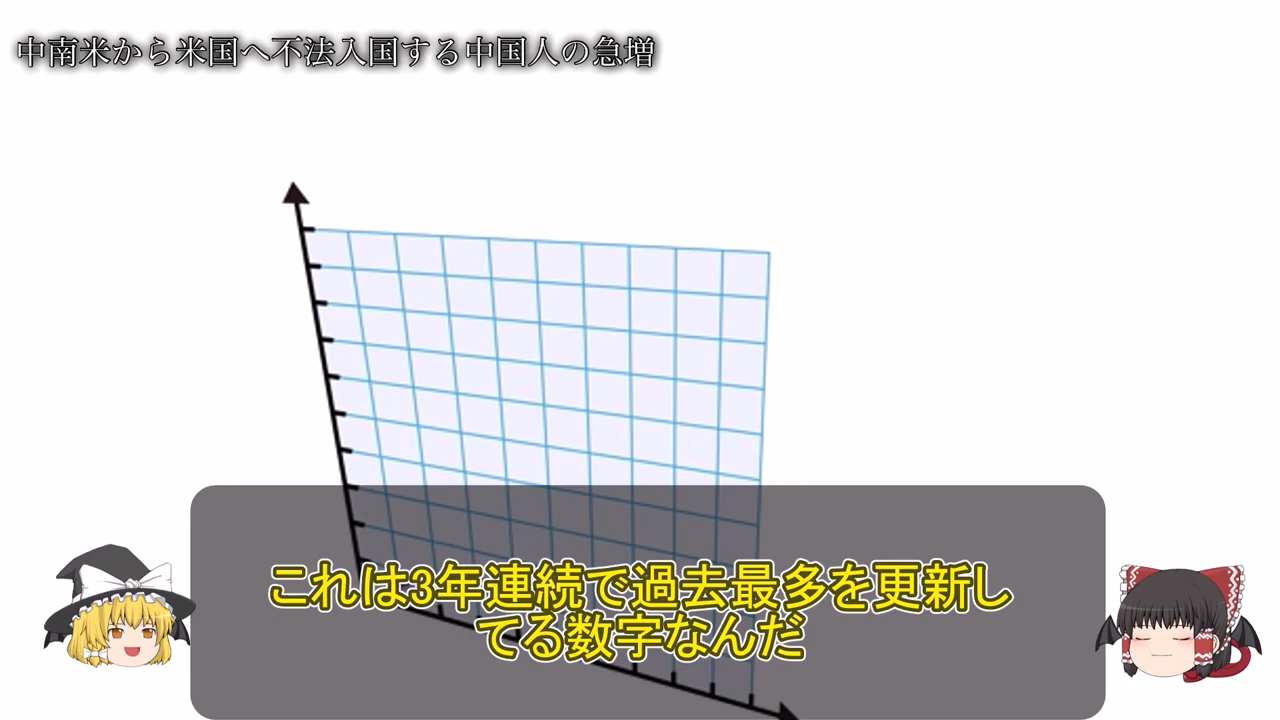 中南米から米国へ不法入国する中国人の急増
これは3年連続で過去最多を更新し
てる数字なんだ